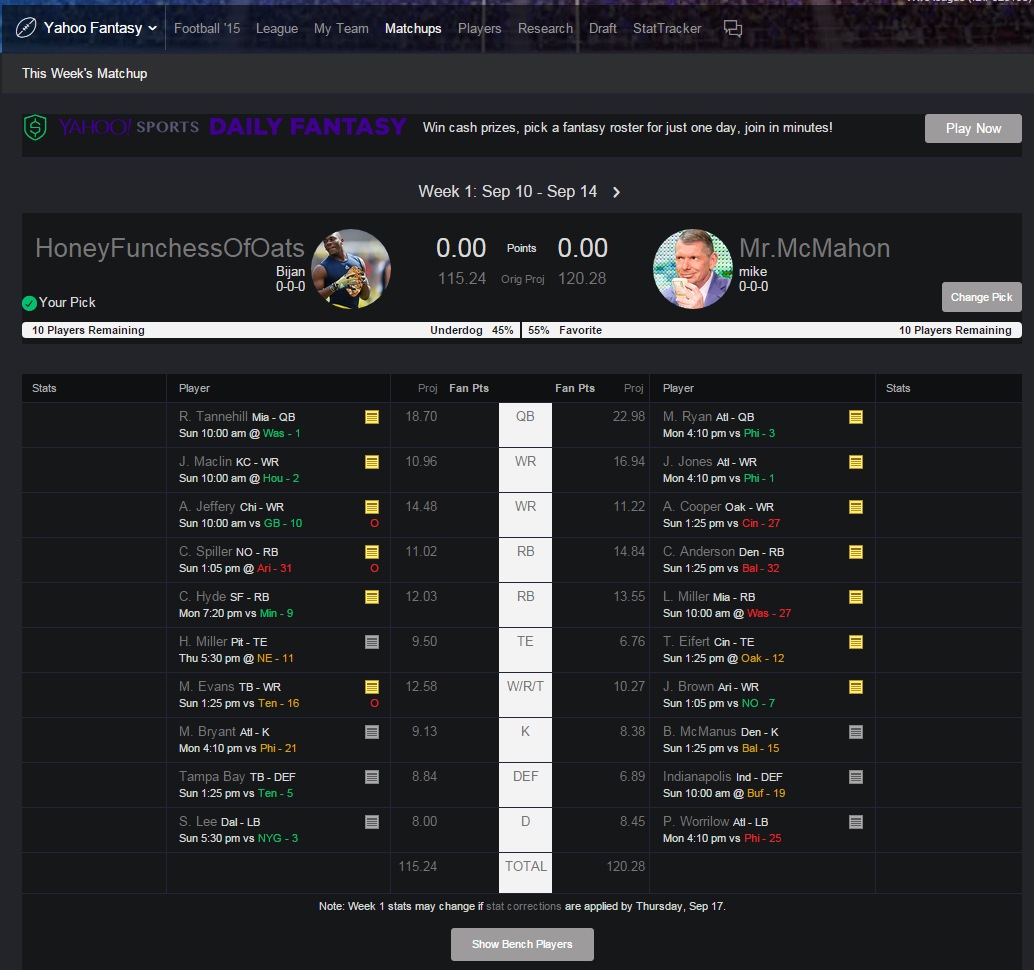 Yahoo Fantasy Football '15 League My Team Matchups Players Research Draft StatTracker
This Week's Matchup
YAHOO! SPORTS DAILY FANTASY Win cash prizes, pick a fantasy roster for just one day, join in minutes! Play Now
Week 1: Sep 10 - Sep 14
HoneyFunchessOfOats 0.00 Points 0.00 Mr.McMahon
Bijan 115.24 Orig Proj 120.28 mike
0-0-0 0-0-0
Your Pick Change Pick
10 Players Remaining Underdog 45% 55% Favorite 10 Players Remaining
Stats Player Proj Fan Pts Fan Pts Proj Player Stats
R. Tannehill Mia - QB 18.70 QB 22.98 M. Ryan Atl - QB
Sun 10:00 am @ Was - 1 Mon 4:10 pm vs Phi - 3
J. Maclin KC - WR 10.96 WR 16.94 J. Jones Atl - WR
Sun 10:00 am @ Hou - 2 Mon 4:10 pm vs Phi - 1
A. Jeffery Chi - WR 14.48 WR 11.22 A. Cooper Oak - WR
Sun 10:00 am vs GB - 10 O Sun 1:25 pm vs Cin - 27
C. Spiller NO - RB 11.02 RB 14.84 C. Anderson Den - RB
Sun 1:05 pm @ Ari - 31 O Sun 1:25 pm vs Bal - 32
C. Hyde SF - RB 12.03 RB 13.55 L. Miller Mia - RB
Mon 7:20 pm vs Min - 9 Sun 10:00 am @ Was - 27
H. Miller Pit - TE 9.50 TE 6.76 T. Eifert Cin - TE
Thu 5:30 pm @ NE - 11 Sun 1:25 pm @ Oak - 12
M. Evans TB - WR 12.58 W/R/T 10.27 J. Brown Ari - WR
Sun 1:25 pm vs Ten - 16 O Sun 1:05 pm vs NO - 7
M. Bryant Atl - K 9.13 K 8.38 B. McManus Den - K
Mon 4:10 pm vs Phi - 21 Sun 1:25 pm vs Bal - 15
Tampa Bay TB - DEF 8.84 DEF 6.89 Indianapolis Ind - DEF
Sun 1:25 pm vs Ten - 5 Sun 10:00 am @ Buf - 19
S. Lee Dal - LB 8.00 D 8.45 P. Worrilow Atl - LB
Sun 5:30 pm vs NYG - 3 Mon 4:10 pm vs Phi - 25
115.24 TOTAL 120.28
Note: Week 1 stats may change if stat corrections are applied by Thursday, Sep 17.
Show Bench Players